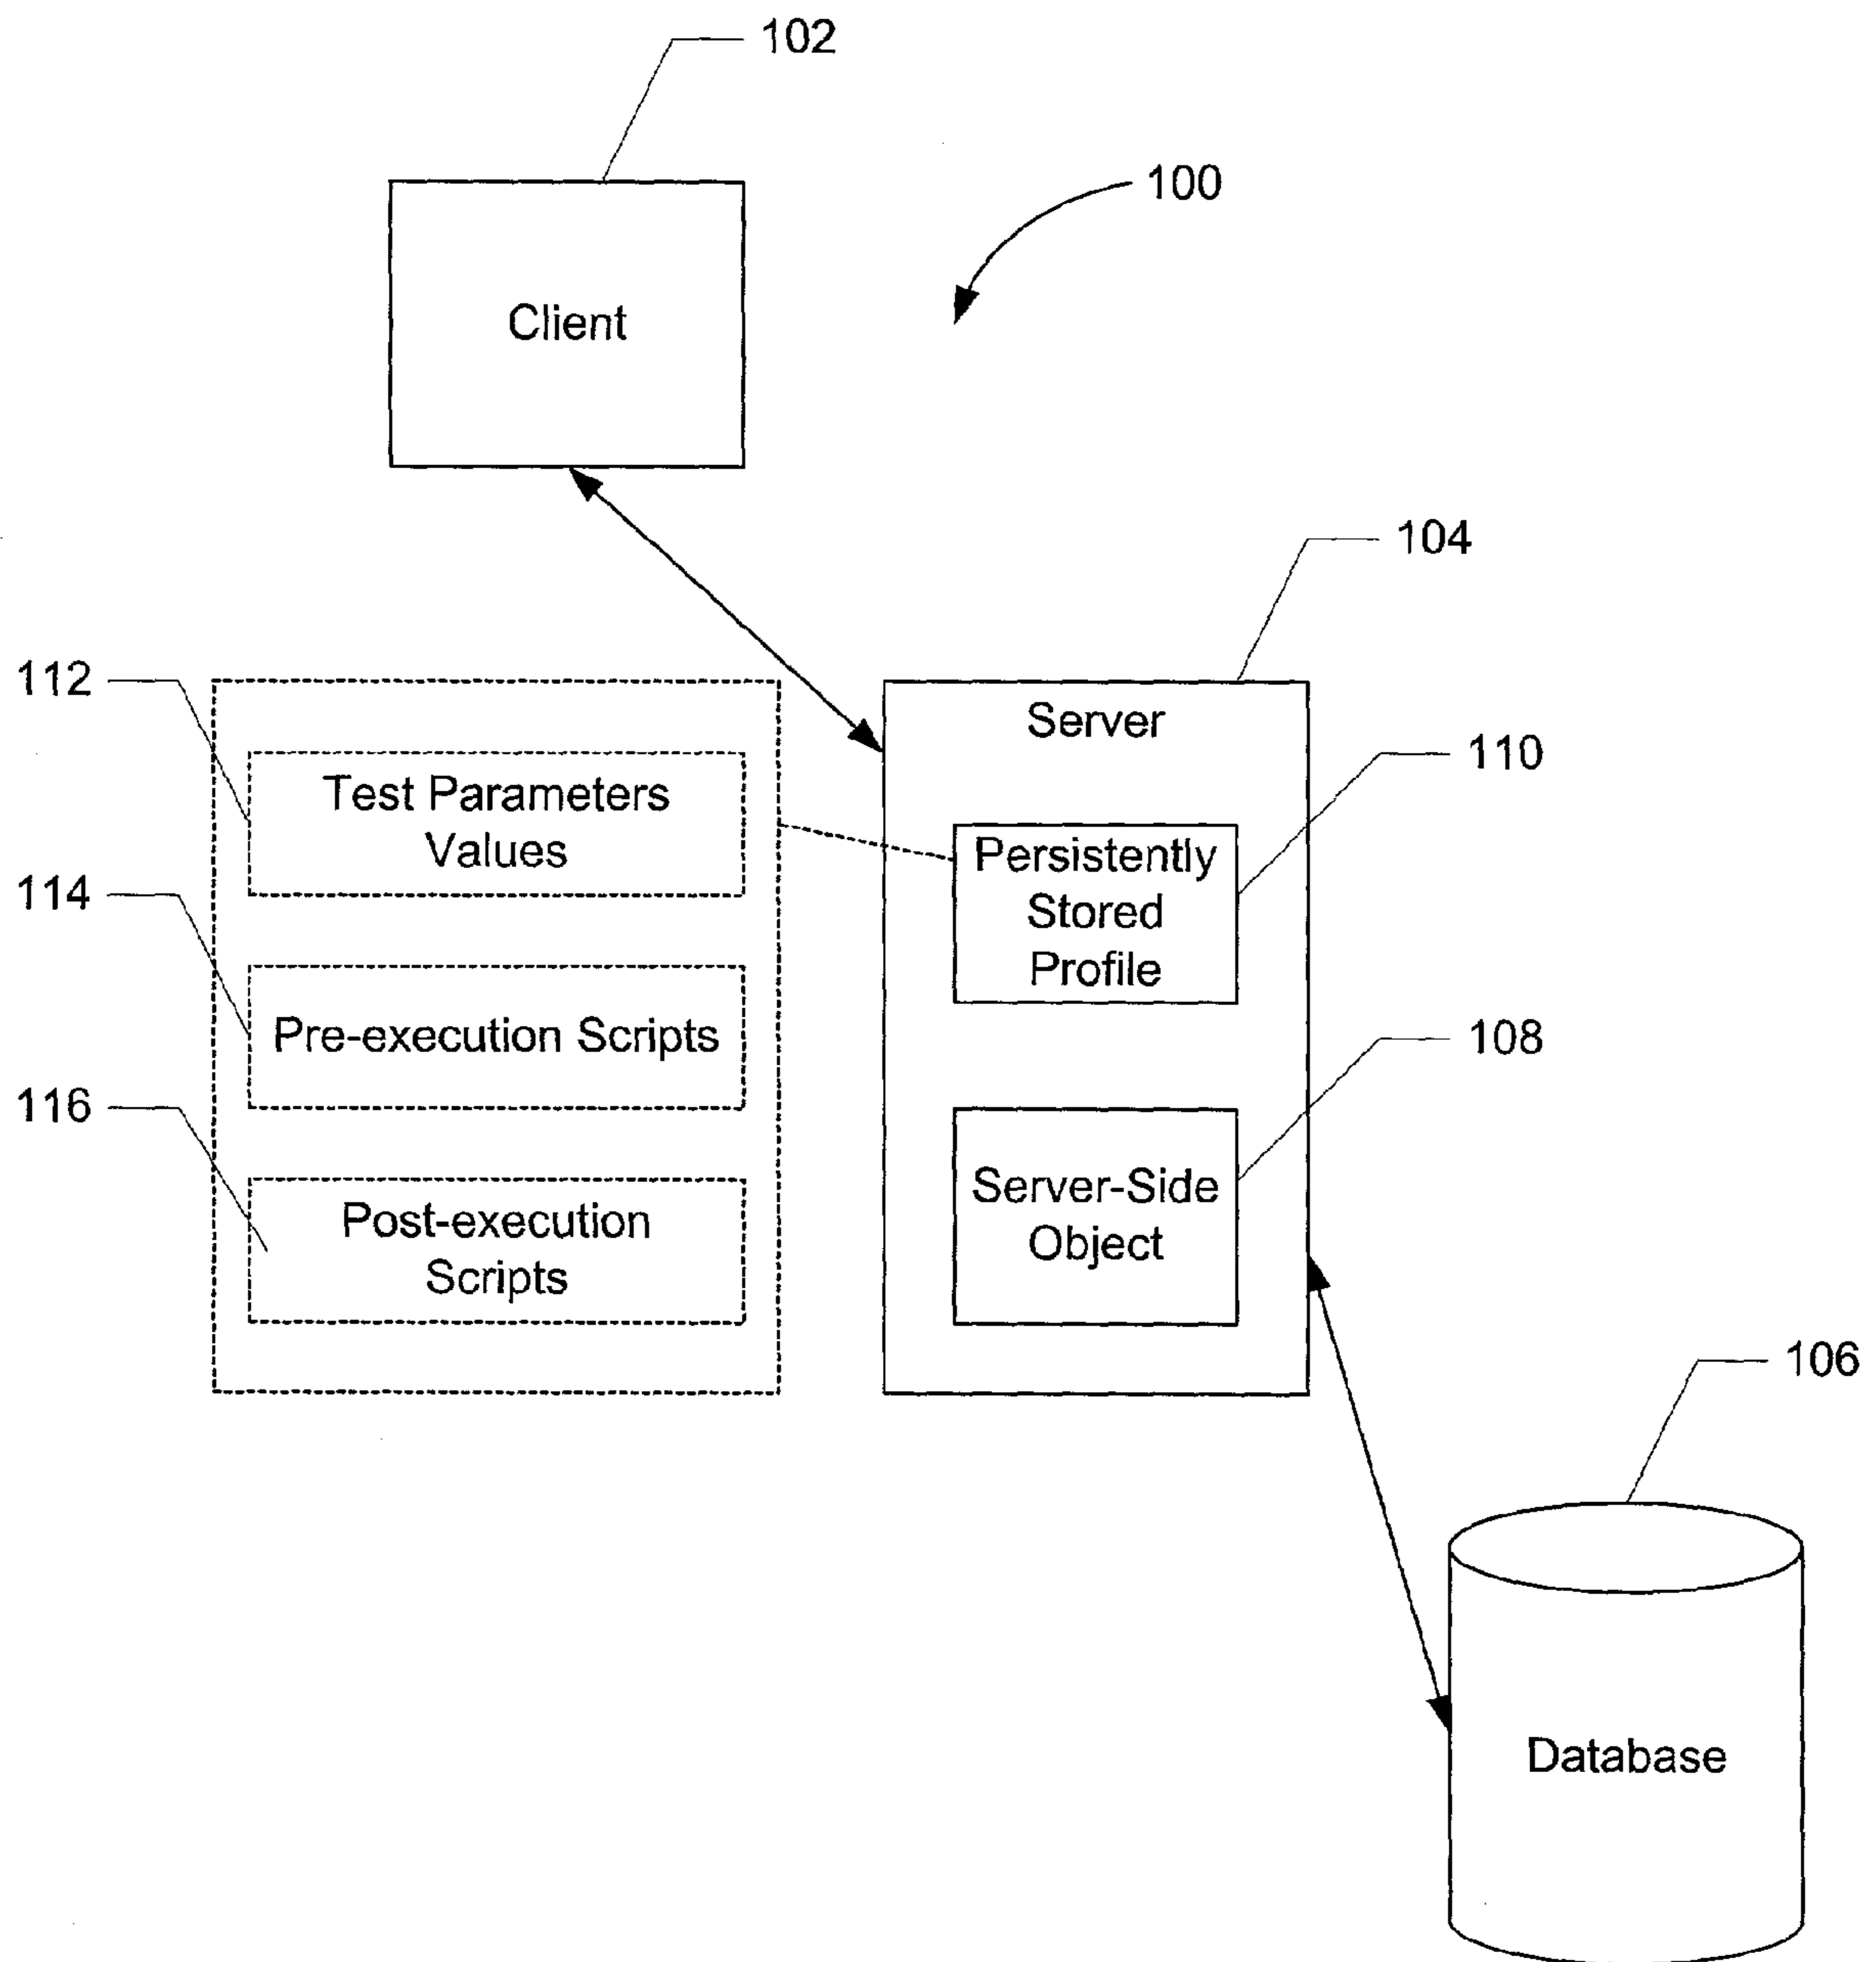 102
100
Client
104
112
Server
110
Test Parameters
Values
Persistently
Stored
Profile
114
Pre-execution Scripts
108
116
Post-execution
Scripts
Server-Side
Object
106
Database